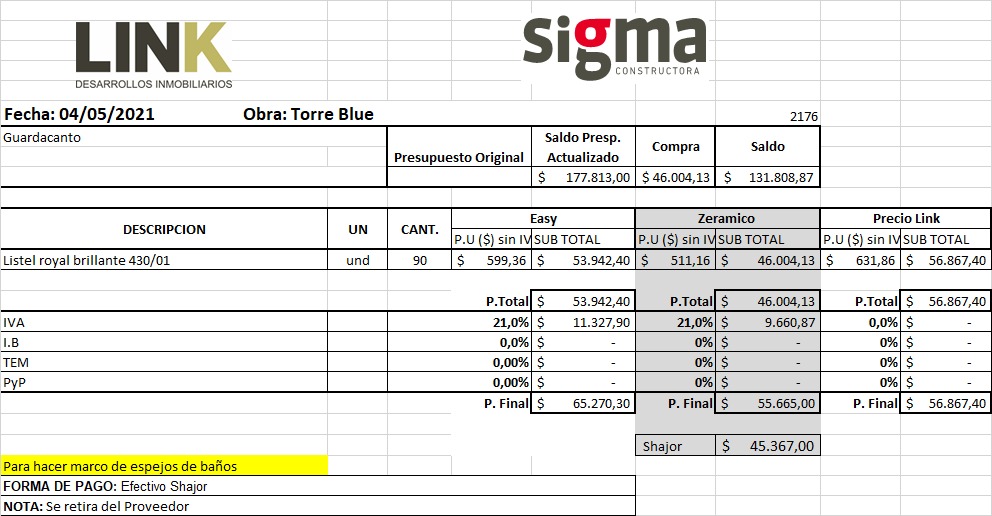 LINK
DESARROLLOS INMOBILIARIOS
sigma
CONSTRUCTORA
Fecha: 04/05/2021 Obra: Torre Blue 2176
Guardacanto
Presupuesto Original Saldo Presp. Actualizado Compra Saldo
$ 177.813,00 $ 46.004,13 $ 131.808,87
DESCRIPCION UN CANT. Easy Zeramico Precio Link
P.U ($) sin IV SUB TOTAL P.U ($) sin IV SUB TOTAL P.U ($) sin IV SUB TOTAL
Listel royal brillante 430/01 und 90 $ 599,36 $ 53.942,40 $ 511,16 $ 46.004,13 $ 631,86 $ 56.867,40
P.Total $ 53.942,40 P.Total $ 46.004,13 P.Total $ 56.867,40
IVA 21,0% $ 11.327,90 21,0% $ 9.660,87 0,0% $ -
I.B 0,0% $ - 0% $ - 0% $ -
TEM 0,00% $ - 0% $ - 0% $ -
PyP 0,00% $ - 0% $ - 0% $ -
P. Final $ 65.270,30 P. Final $ 55.665,00 P. Final $ 56.867,40
Shajor $ 45.367,00
Para hacer marco de espejos de baños
FORMA DE PAGO: Efectivo Shajor
NOTA: Se retira del Proveedor